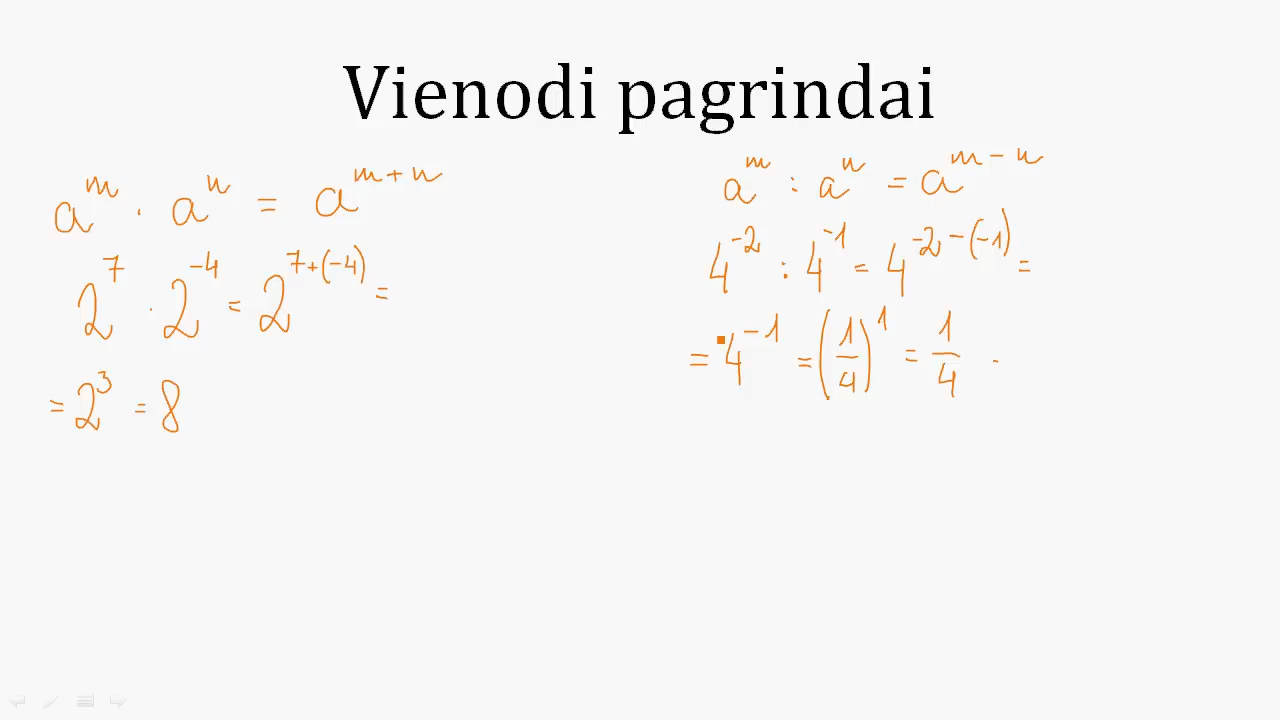 Vienodi pagrindai
a^m · a^n = a^{m+n}
2^7 · 2^{-4} = 2^{7+(-4)} =
= 2^3 = 8
a^m : a^n = a^{m-n}
4^{-2} : 4^{-1} = 4^{-2-(-1)} =
= 4^{-1} = (1/4)^1 = 1/4